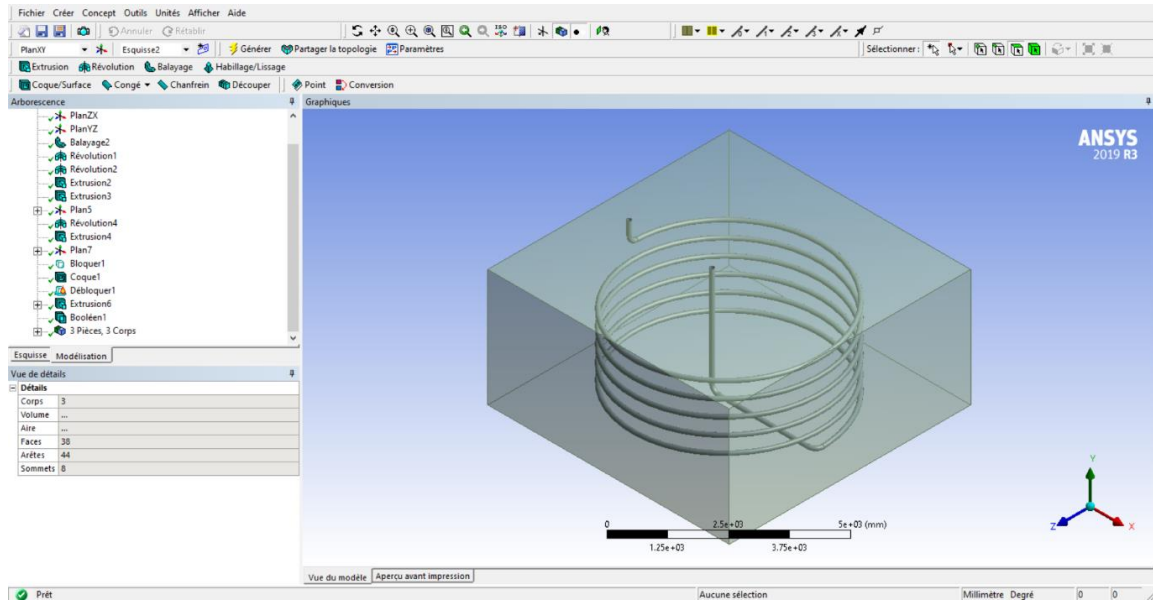 Fichier Créer Concept Outils Unités Afficher Aide
Annuler Rétablir
PlanXY Esquisse2 Générer Partager la topologie Paramètres Sélectionner:
Extrusion Révolution Balayage Habillage/Lissage
Coque/Surface Congé Chanfrein Découper Point Conversion
Arborescence
PlanZX
PlanYZ
Balayage2
Révolution1
Révolution2
Extrusion2
Extrusion3
Plan5
Révolution4
Extrusion4
Plan7
Bloquer1
Coque1
Débloquer1
Extrusion6
Booléen1
3 Pièces, 3 Corps
Esquisse Modélisation
Vue de détails
Détails
Corps 3
Volume ...
Aire ...
Faces 38
Arêtes 44
Sommets 8
Graphiques
ANSYS
2019 R3
Y
Z X
0 2.5e+03 5e+03 (mm)
1.25e+03 3.75e+03
Vue du modèle Aperçu avant impression
Prêt Aucune sélection Millimètre Degré 0 0